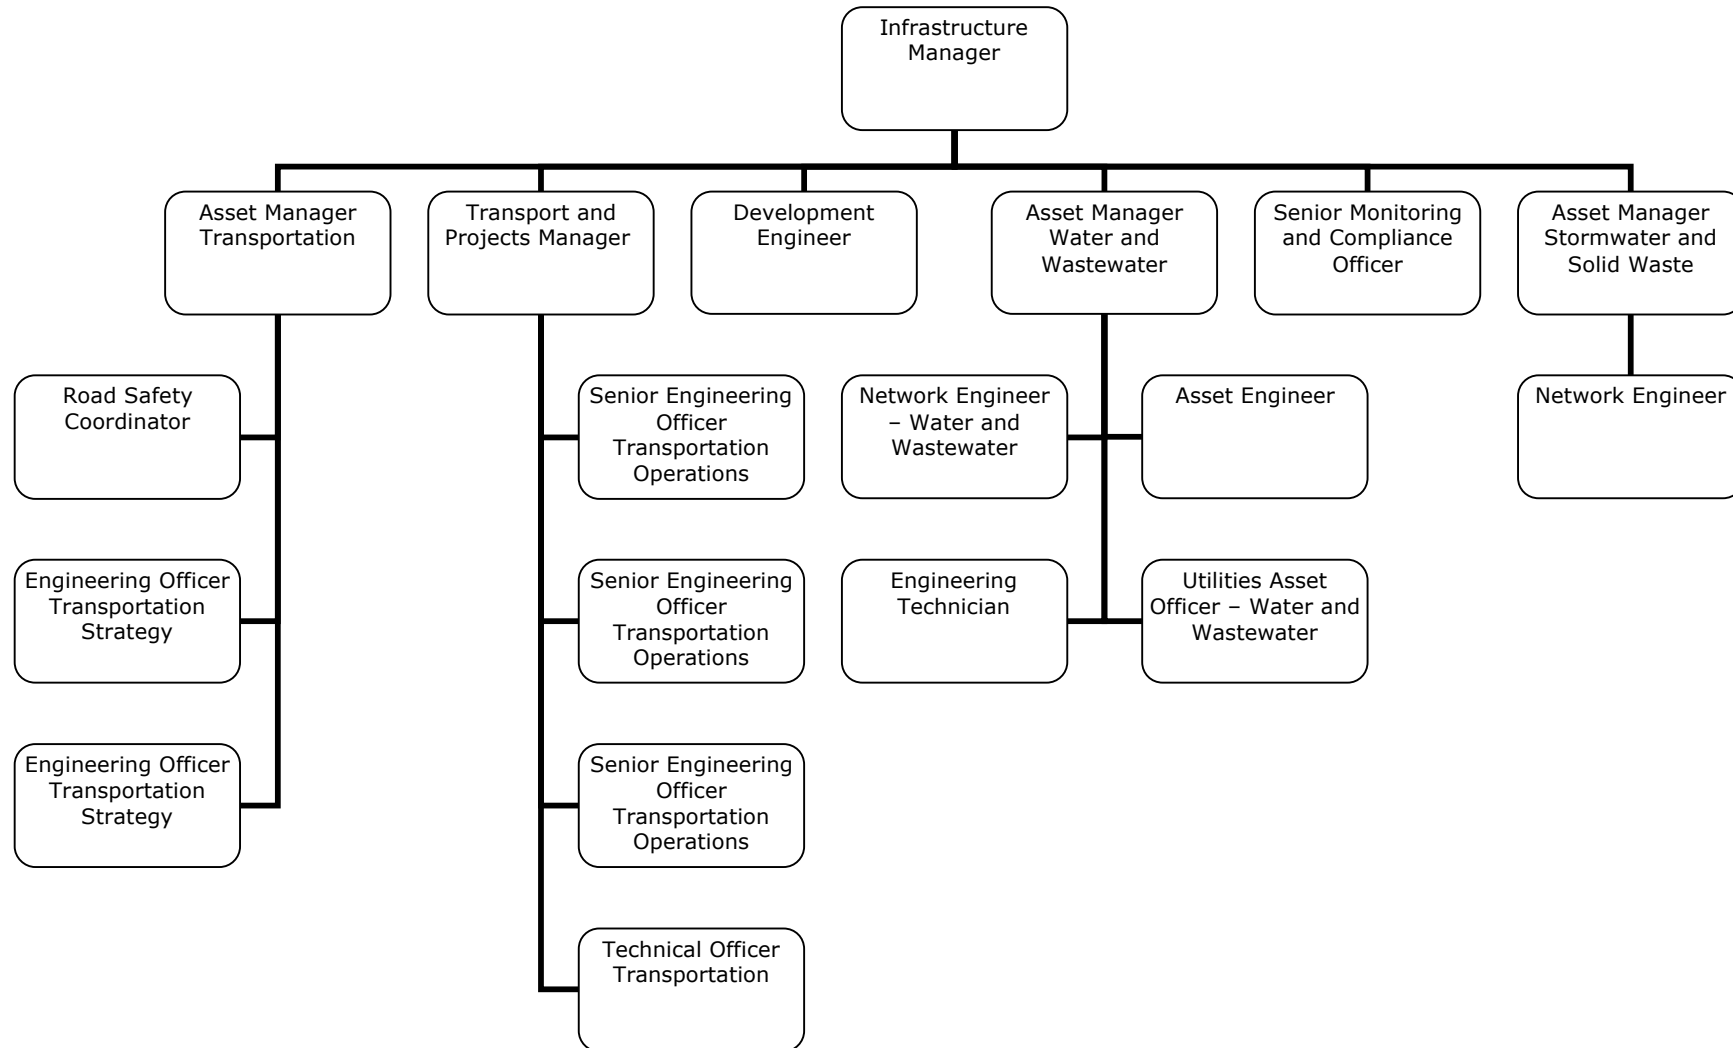 Infrastructure
Manager
Asset Manager
Transportation
Transport and
Projects Manager
Development
Engineer
Asset Manager
Water and
Wastewater
Senior Monitoring
and Compliance
Officer
Asset Manager
Stormwater and
Solid Waste
Road Safety
Coordinator
Senior Engineering
Officer
Transportation
Operations
Network Engineer
– Water and
Wastewater
Asset Engineer
Network Engineer
Engineering Officer
Transportation
Strategy
Senior Engineering
Officer
Transportation
Operations
Engineering
Technician
Utilities Asset
Officer – Water and
Wastewater
Engineering Officer
Transportation
Strategy
Senior Engineering
Officer
Transportation
Operations
Technical Officer
Transportation